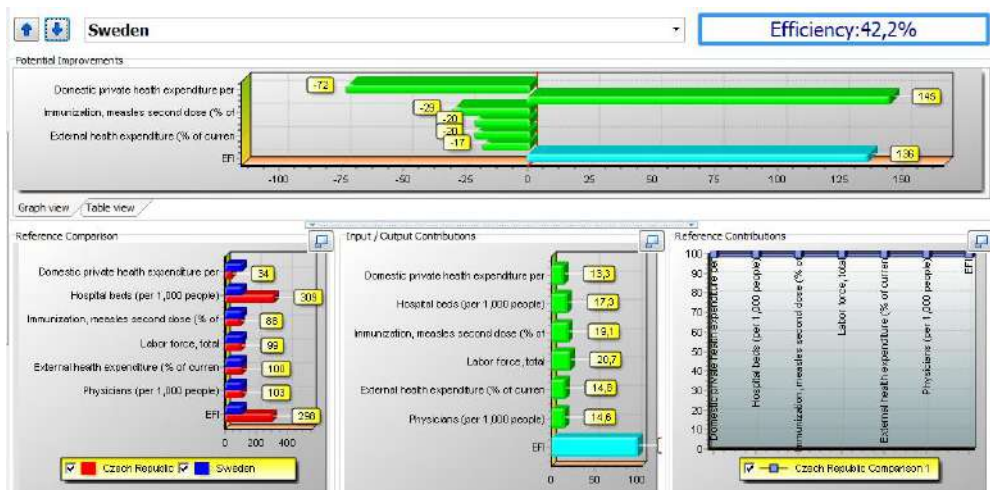 Sweden
Efficiency:42,2%
Potential Improvements
Domestic private health expenditure per
Immunization, measles second dose (% of
External health expenditure (% of curren
EFI
-72
145
-29
-20
-20
-17
136
-100 -75 -50 -25 0 25 50 75 100 125 150
Graph view Table view
Reference Comparison
Domestic private health expenditure per 34
Hospital beds (per 1,000 people) 309
Immunization, measles second dose (% of 88
Labor force, total 99
External health expenditure (% of curren 100
Physicians (per 1,000 people) 103
EFI 298
0 200 400
Czech Republic Sweden
Input / Output Contributions
Domestic private health expenditure per 13,3
Hospital beds (per 1,000 people) 17,3
Immunization, measles second dose (% of 19,1
Labor force, total 20,7
External health expenditure (% of curren 14,8
Physicians (per 1,000 people) 14,6
EFI
0 50 100
Reference Contributions
100
90
80
70
60
50
40
30
20
10
0
Domestic private health expenditure per
Hospital beds (per 1,000 people)
Immunization, measles second dose (% of
Labor force, total
External health expenditure (% of curren
Physicians (per 1,000 people)
EFI
Czech Republic Comparison 1